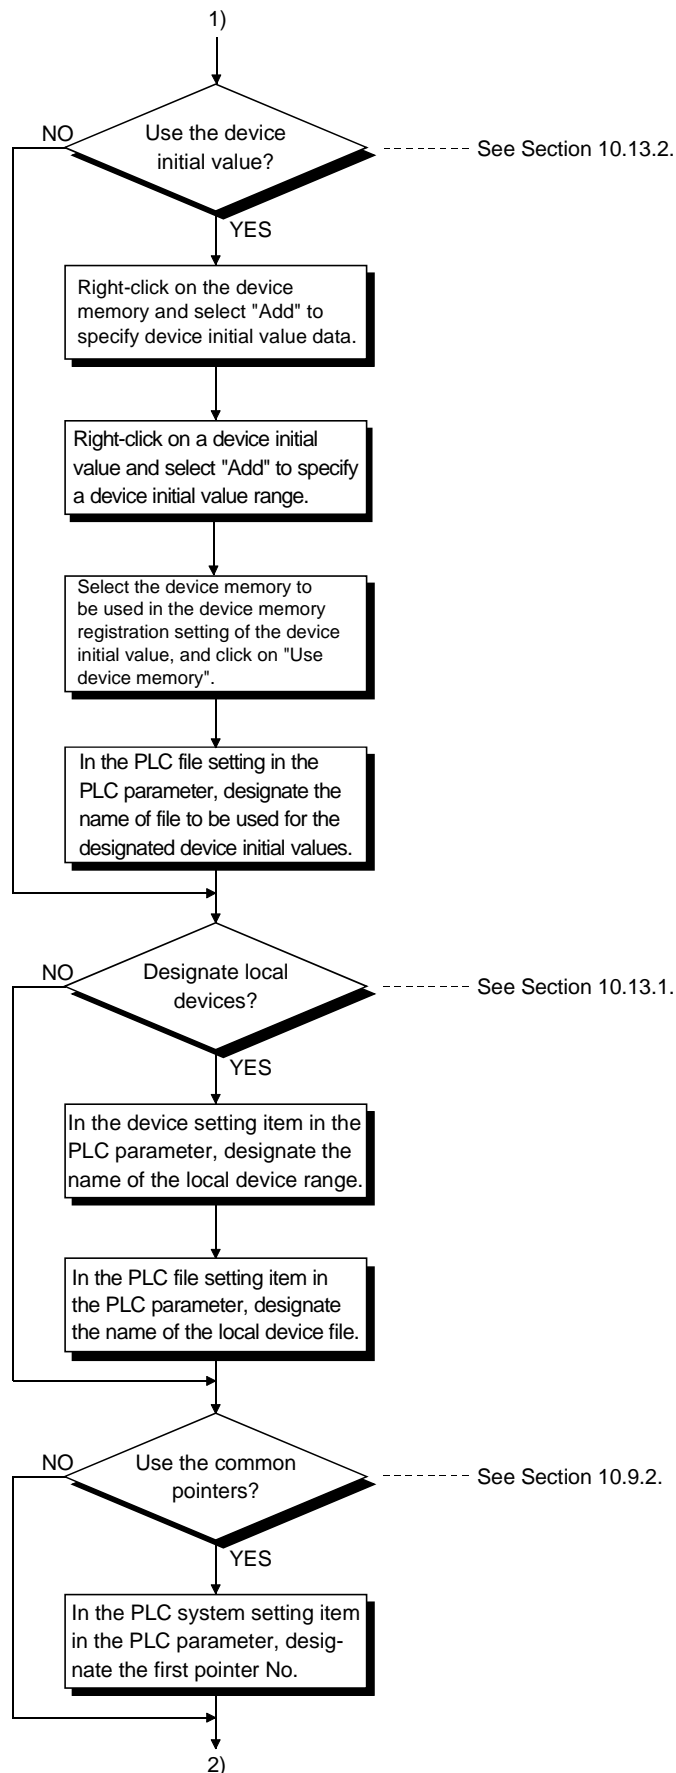 1)
NO
Use the device
initial value?
See Section 10.13.2.
YES
Right-click on the device
memory and select "Add" to
specify device initial value data.
Right-click on a device initial
value and select "Add" to specify
a device initial value range.
Select the device memory to
be used in the device memory
registration setting of the device
initial value, and click on "Use
device memory".
In the PLC file setting in the
PLC parameter, designate the
name of file to be used for the
designated device initial values.
NO
Designate local
devices?
See Section 10.13.1.
YES
In the device setting item in the
PLC parameter, designate the
name of the local device range.
In the PLC file setting item in
the PLC parameter, designate
the name of the local device file.
NO
Use the common
pointers?
See Section 10.9.2.
YES
In the PLC system setting item
in the PLC parameter, desig-
nate the first pointer No.
2)